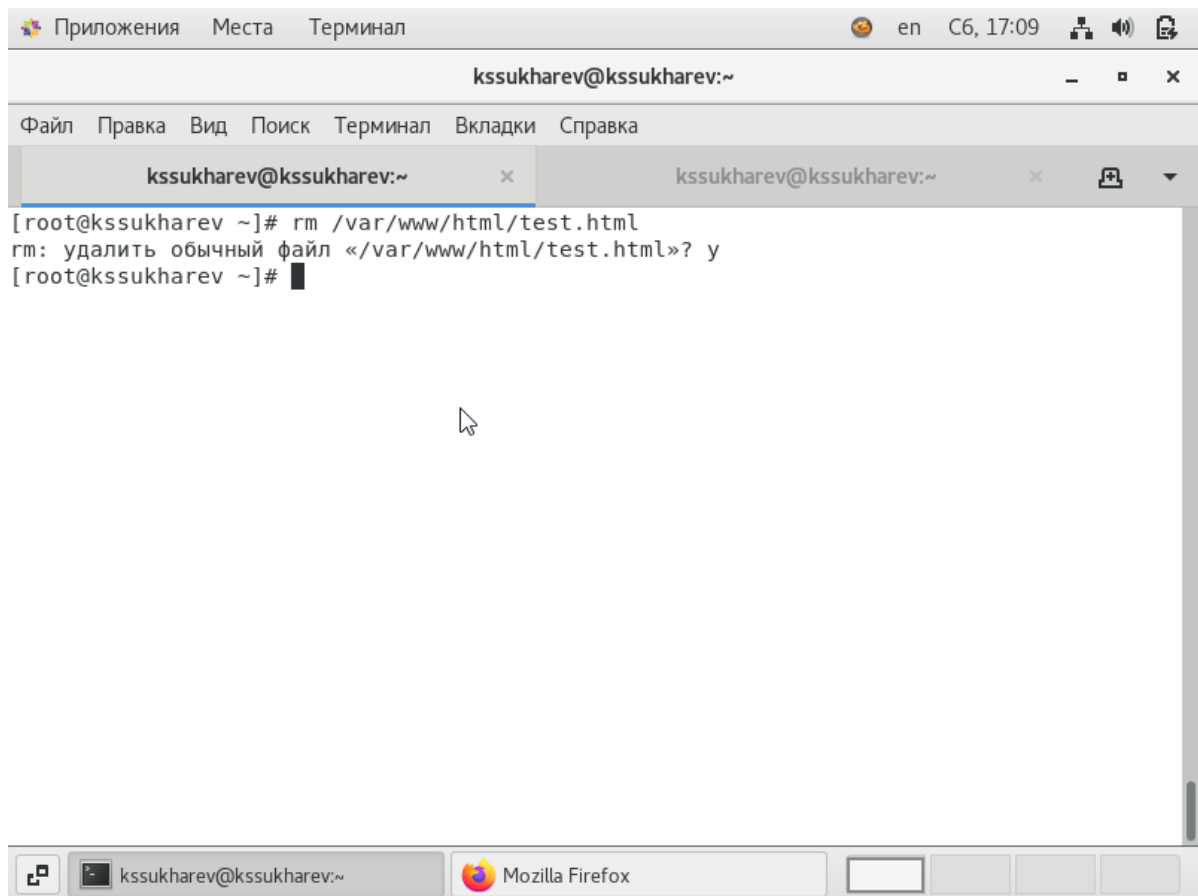 Приложения Места Терминал en Сб, 17:09
kssukharev@kssukharev:~
Файл Правка Вид Поиск Терминал Вкладки Справка
kssukharev@kssukharev:~ kssukharev@kssukharev:~
[root@kssukharev ~]# rm /var/www/html/test.html
rm: удалить обычный файл «/var/www/html/test.html»? y
[root@kssukharev ~]#
kssukharev@kssukharev:~ Mozilla Firefox